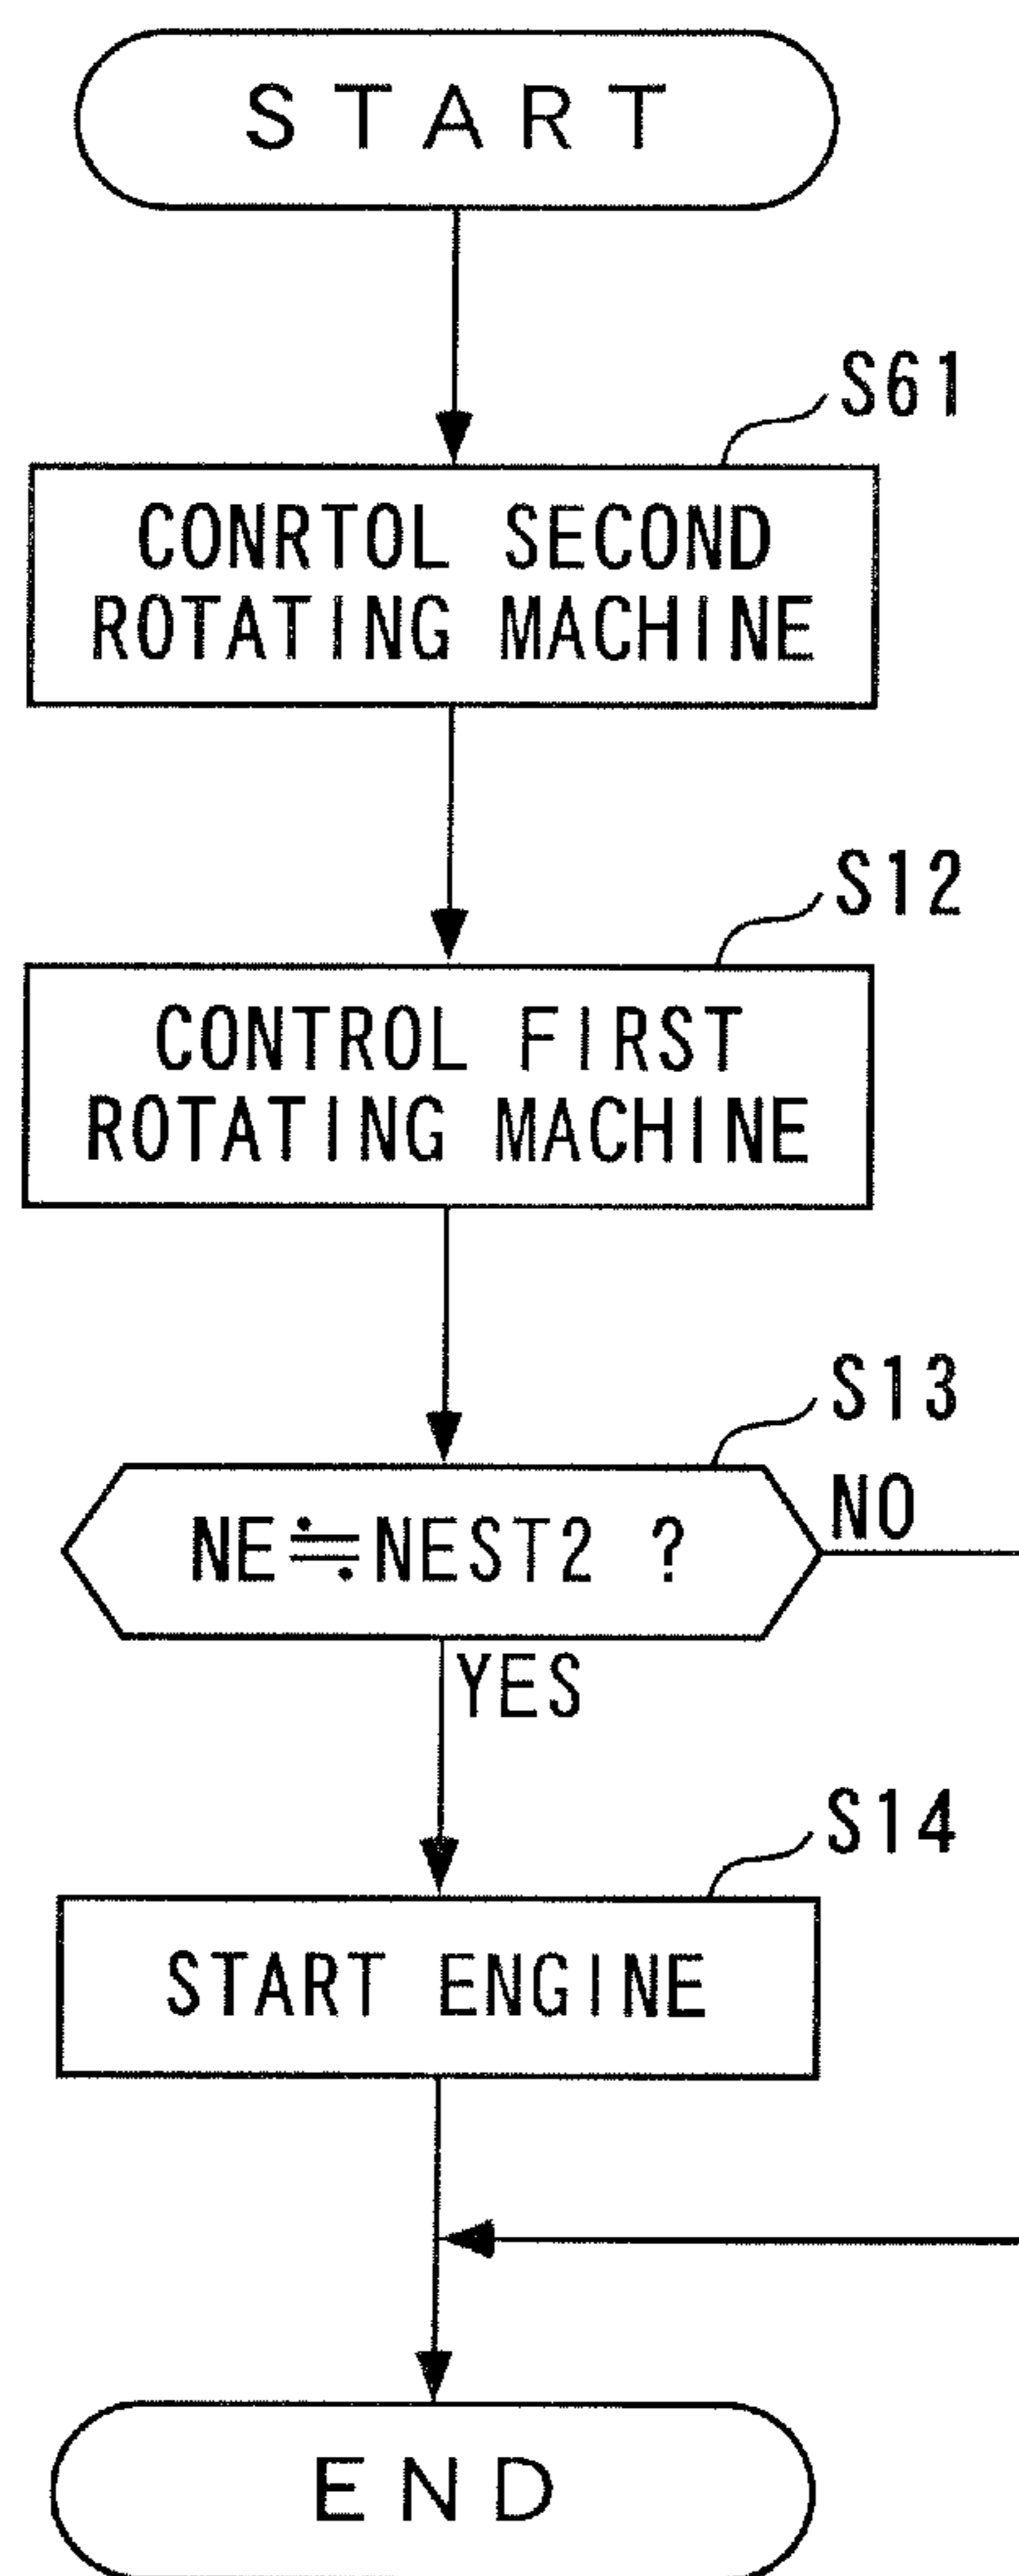 START
S61
CONRTOL SECOND
ROTATING MACHINE
S12
CONTROL FIRST
ROTATING MACHINE
S13
NE≒NEST2 ?
NO
YES
S14
START ENGINE
END